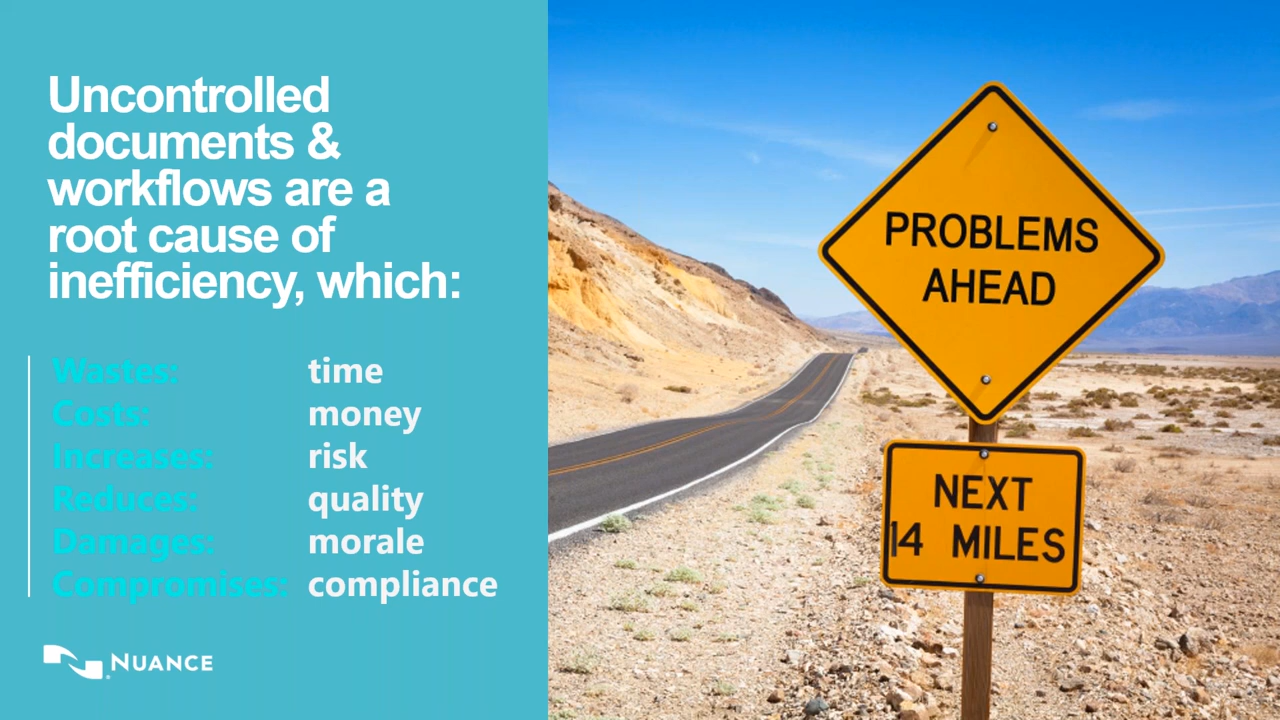 Uncontrolled
documents &
workflows are a
root cause of
inefficiency, which:
Wastes: time
Costs: money
Increases: risk
Reduces: quality
Damages: morale
Compromises: compliance
NUANCE
PROBLEMS
AHEAD
NEXT
14 MILES